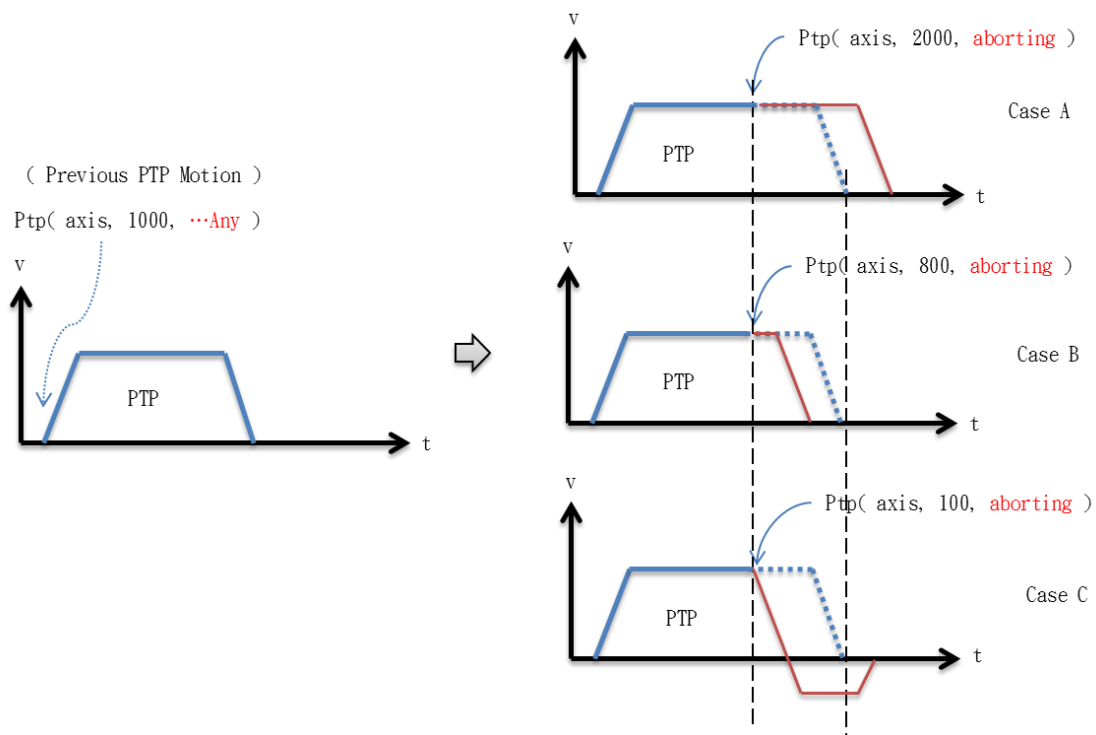 ( Previous PTP Motion )
Ptp( axis, 1000, …Any )
v
PTP
t
v
Ptp( axis, 2000, aborting )
Case A
PTP
t
v
Ptp( axis, 800, aborting )
Case B
PTP
t
v
Ptp( axis, 100, aborting )
Case C
PTP
t